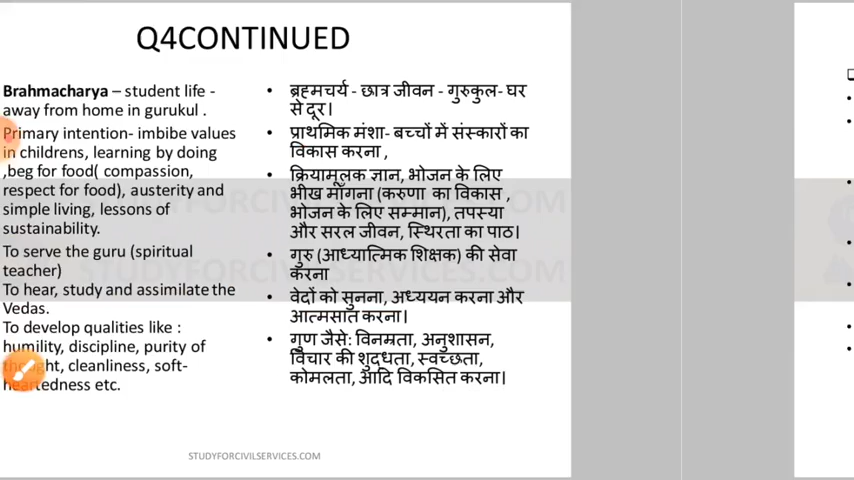 Q4CONTINUED
Brahmacharya – student life -
away from home in gurukul .
Primary intention- imbibe values
in childrens, learning by doing
,beg for food( compassion,
respect for food), austerity and
simple living, lessons of
sustainability.
To serve the guru (spiritual
teacher)
To hear, study and assimilate the
Vedas.
To develop qualities like :
humility, discipline, purity of
thought, cleanliness, soft-
heartedness etc.
• ब्रह्मचर्य - छात्र जीवन - गुरुकुल- घर
से दूर।
• प्राथमिक मंशा- बच्चों में संस्कारों का
विकास करना ,
• क्रियामूलक ज्ञान, भोजन के लिए
भीख माँगना (करुणा का विकास ,
भोजन के लिए सम्मान), तपस्या
और सरल जीवन, स्थिरता का पाठ।
• गुरु (आध्यात्मिक शिक्षक) की सेवा
करना
• वेदों को सुनना, अध्ययन करना और
आत्मसात करना।
• गुण जैसे: विनम्रता, अनुशासन,
विचार की शुद्धता, स्वच्छता,
कोमलता, आदि विकसित करना।
STUDYFORCIVILSERVICES.COM